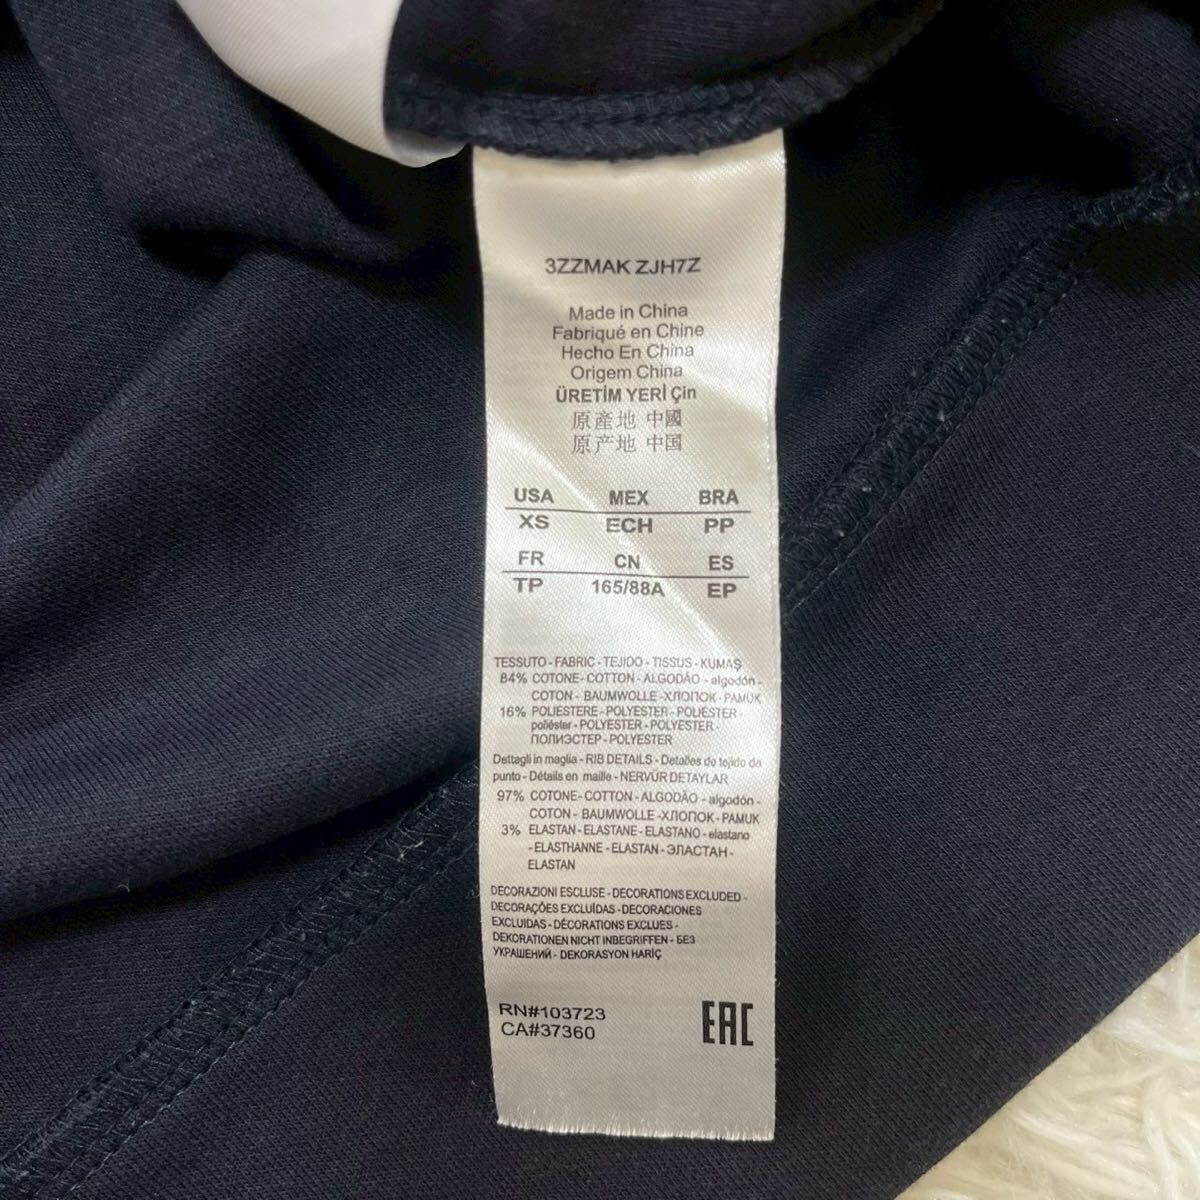 3ZZMAK ZJH7Z
Made in China
Fabriqué en Chine
Hecho En China
Origem China
ÜRETİM YERİ Çin
原產地 中國
原产地 中国
USA MEX BRA
XS ECH PP
FR CN ES
TP 165/88A EP
TESSUTO - FABRIC - TEJIDO - TISSUS - KUMAŞ
84% COTONE - COTTON - ALGODÃO - algodón -
COTON - BAUMWOLLE - ХЛОПОК - PAMUK
16% POLIESTERE - POLYESTER - POLIÉSTER -
poliéster - POLYESTER - POLYESTER -
ПОЛИЭСТЕР - POLYESTER
Dettagli in maglia - RIB DETAILS - Detalles de tejido de
punto - Détails en maille - NERVÜR DETAYLAR
97% COTONE - COTTON - ALGODÃO - algodón -
COTON - BAUMWOLLE - ХЛОПОК - PAMUK
3% ELASTAN - ELASTANE - ELASTANO - elastano
- ELASTHANNE - ELASTAN - ЭЛАСТАН -
ELASTAN
DECORAZIONI ESCLUSE - DECORATIONS EXCLUDED -
DECORAÇÕES EXCLUÍDAS - DECORACIONES
EXCLUIDAS - DÉCORATIONS EXCLUES -
DEKORATIONEN NICHT INBEGRIFFEN - БЕЗ
УКРАШЕНИЙ - DEKORASYON HARİÇ
RN#103723
CA#37360
EAC